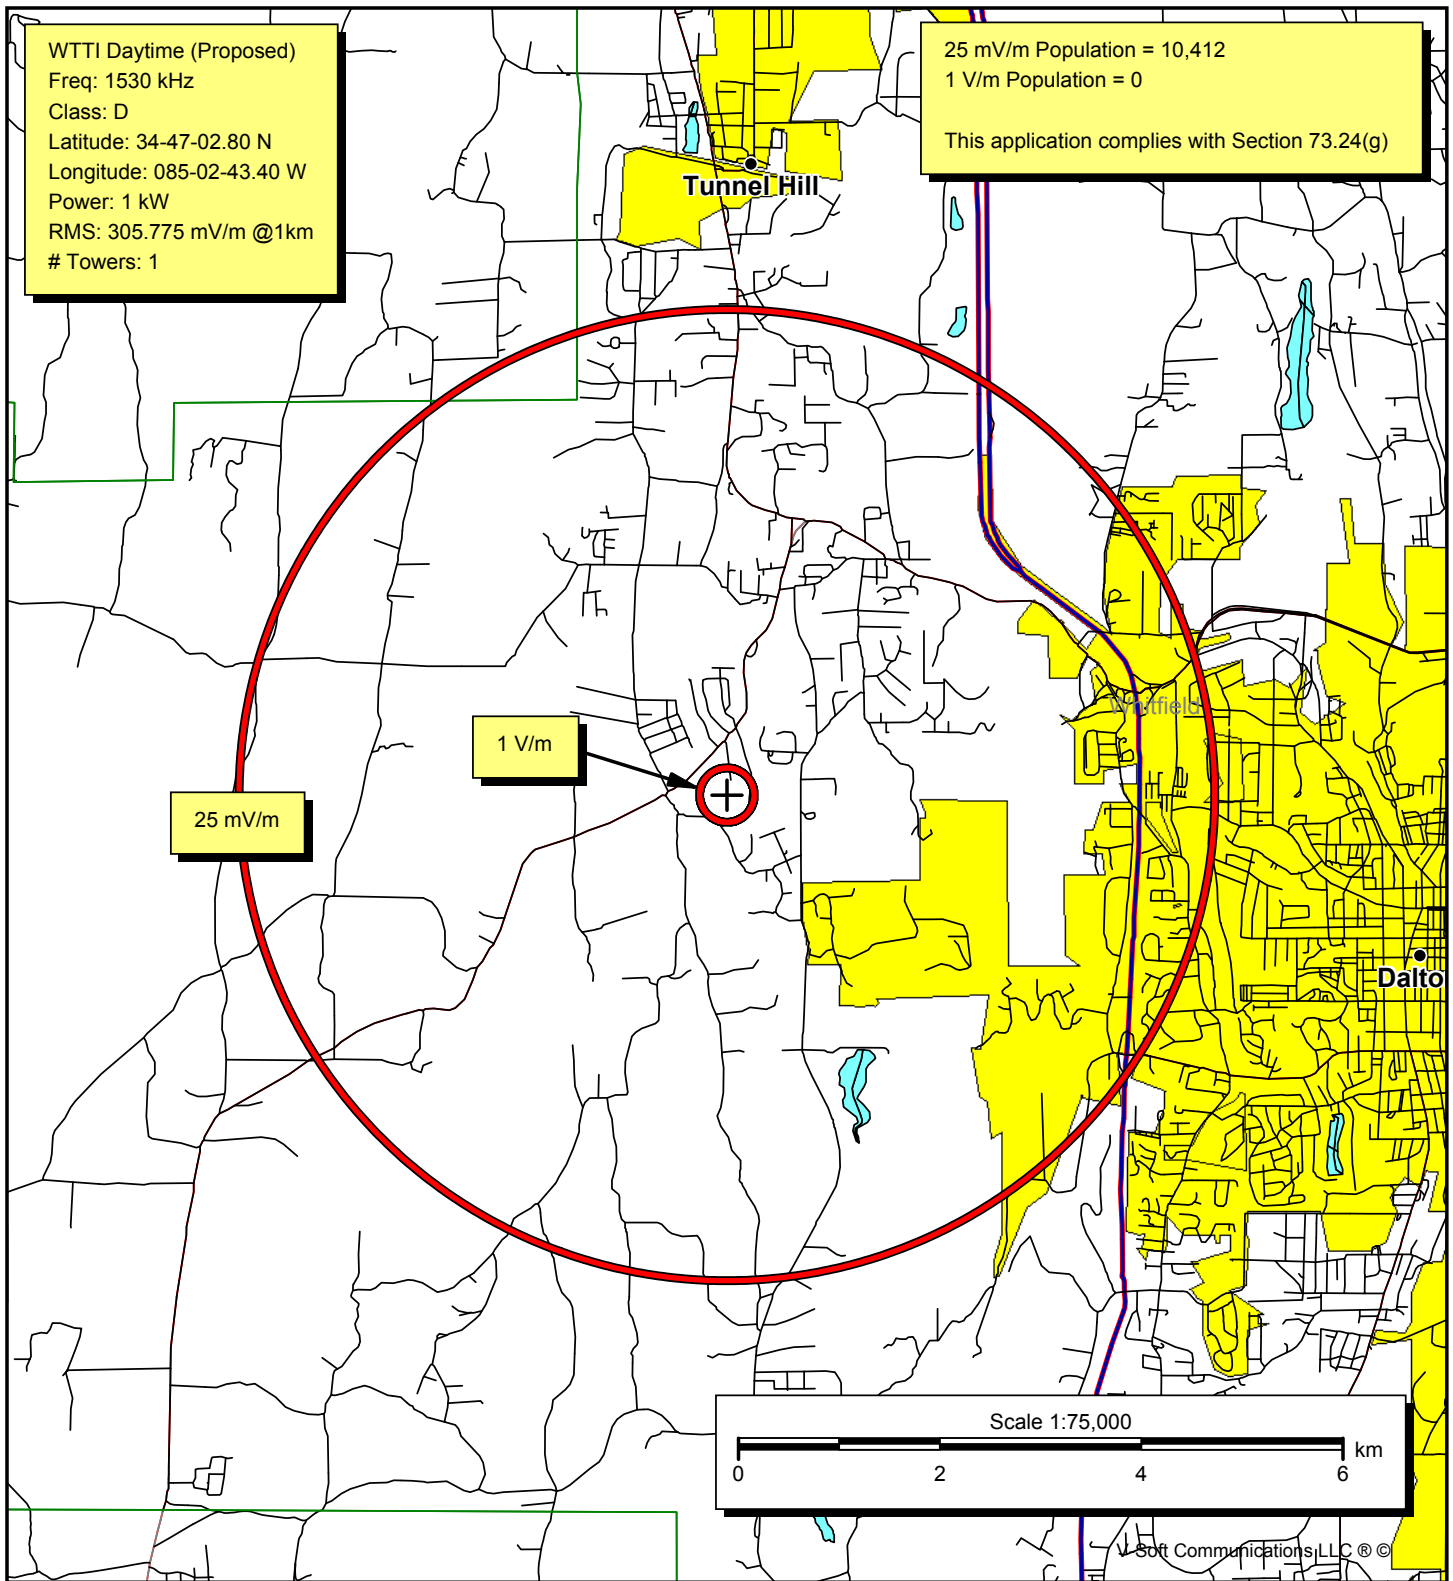 WTTI Daytime (Proposed)
Freq: 1530 kHz
Class: D
Latitude: 34-47-02.80 N
Longitude: 085-02-43.40 W
Power: 1 kW
RMS: 305.775 mV/m @1km
# Towers: 1
25 mV/m Population = 10,412
1 V/m Population = 0
This application complies with Section 73.24(g)
Tunnel Hill
Whitfield
1 V/m
25 mV/m
Dalto
Scale 1:75,000
km
0 2 4 6
V-Soft Communications LLC ® ©